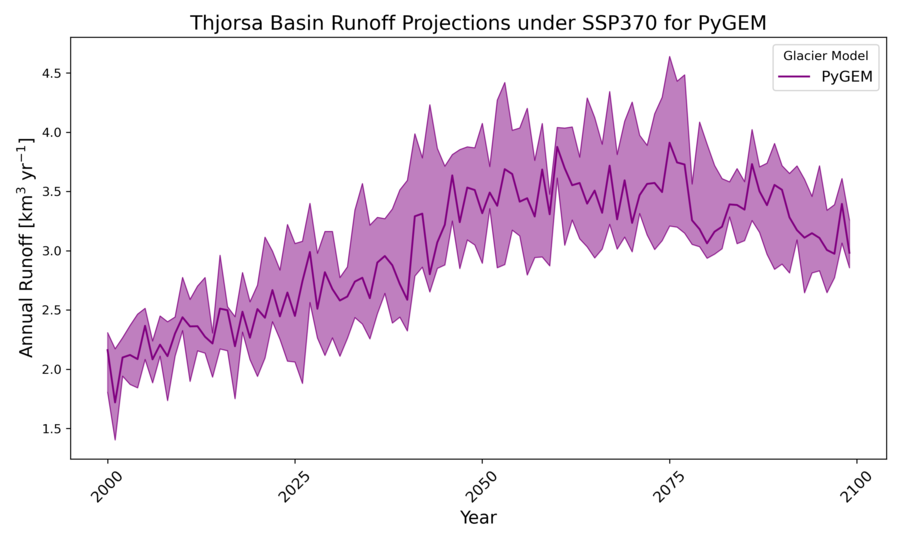 Thjorsa Basin Runoff Projections under SSP370 for PyGEM
Glacier Model
PyGEM
Annual Runoff [km³ yr⁻¹]
4.5
4.0
3.5
3.0
2.5
2.0
1.5
2000
2025
2050
2075
2100
Year